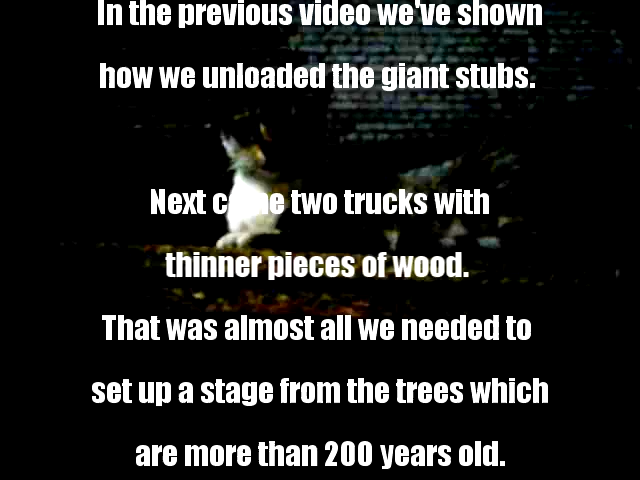 In the previous video we've shown
how we unloaded the giant stubs.
Next two trucks with
thinner pieces of wood.
That was almost all we needed to
set up a stage from the trees which
are more than 200 years old.